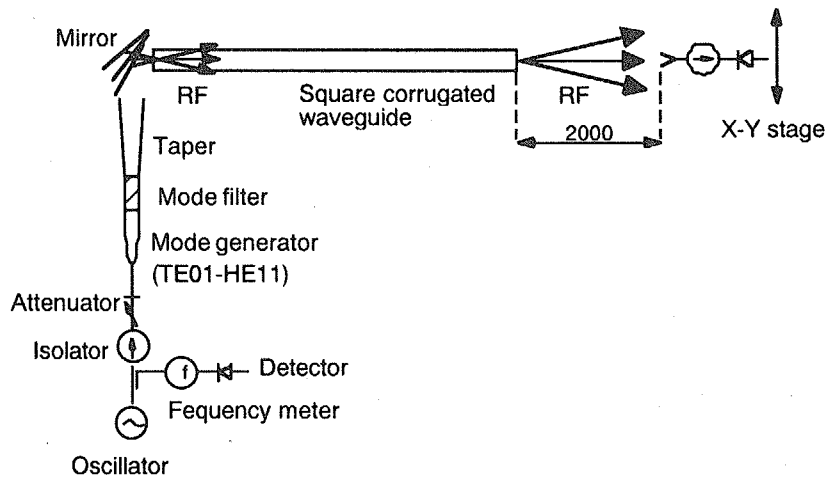 Mirror
RF
Square corrugated
waveguide
RF
2000
X-Y stage
Taper
Mode filter
Mode generator
(TE01-HE11)
Attenuator
Isolator
f
Detector
Fequency meter
Oscillator